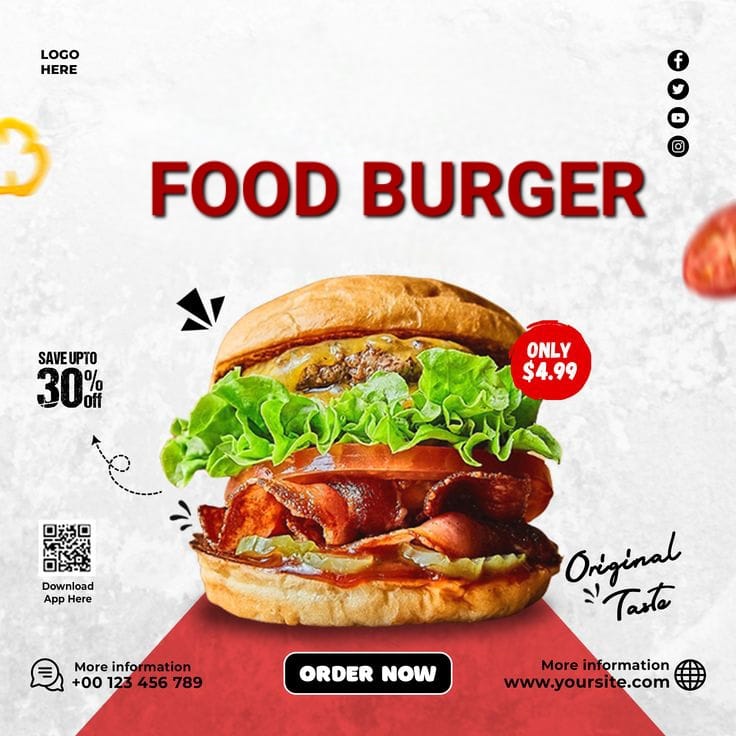 LOGO
HERE
FOOD BURGER
SAVE UPTO
30% off
ONLY
$4.99
Original
Taste
Download
App Here
More information
+00 123 456 789
ORDER NOW
More information
www.yoursite.com